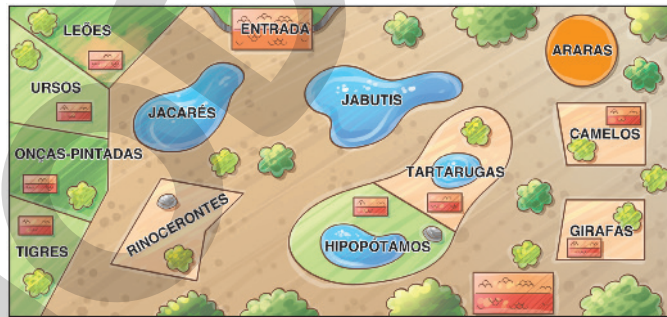 LEÕES
ENTRADA
ARARAS
URSOS
JACARÉS
JABUTIS
CAMELOS
ONÇAS-PINTADAS
TARTARUGAS
RINOCERONTES
TIGRES
HIPOPÓTAMOS
GIRAFAS